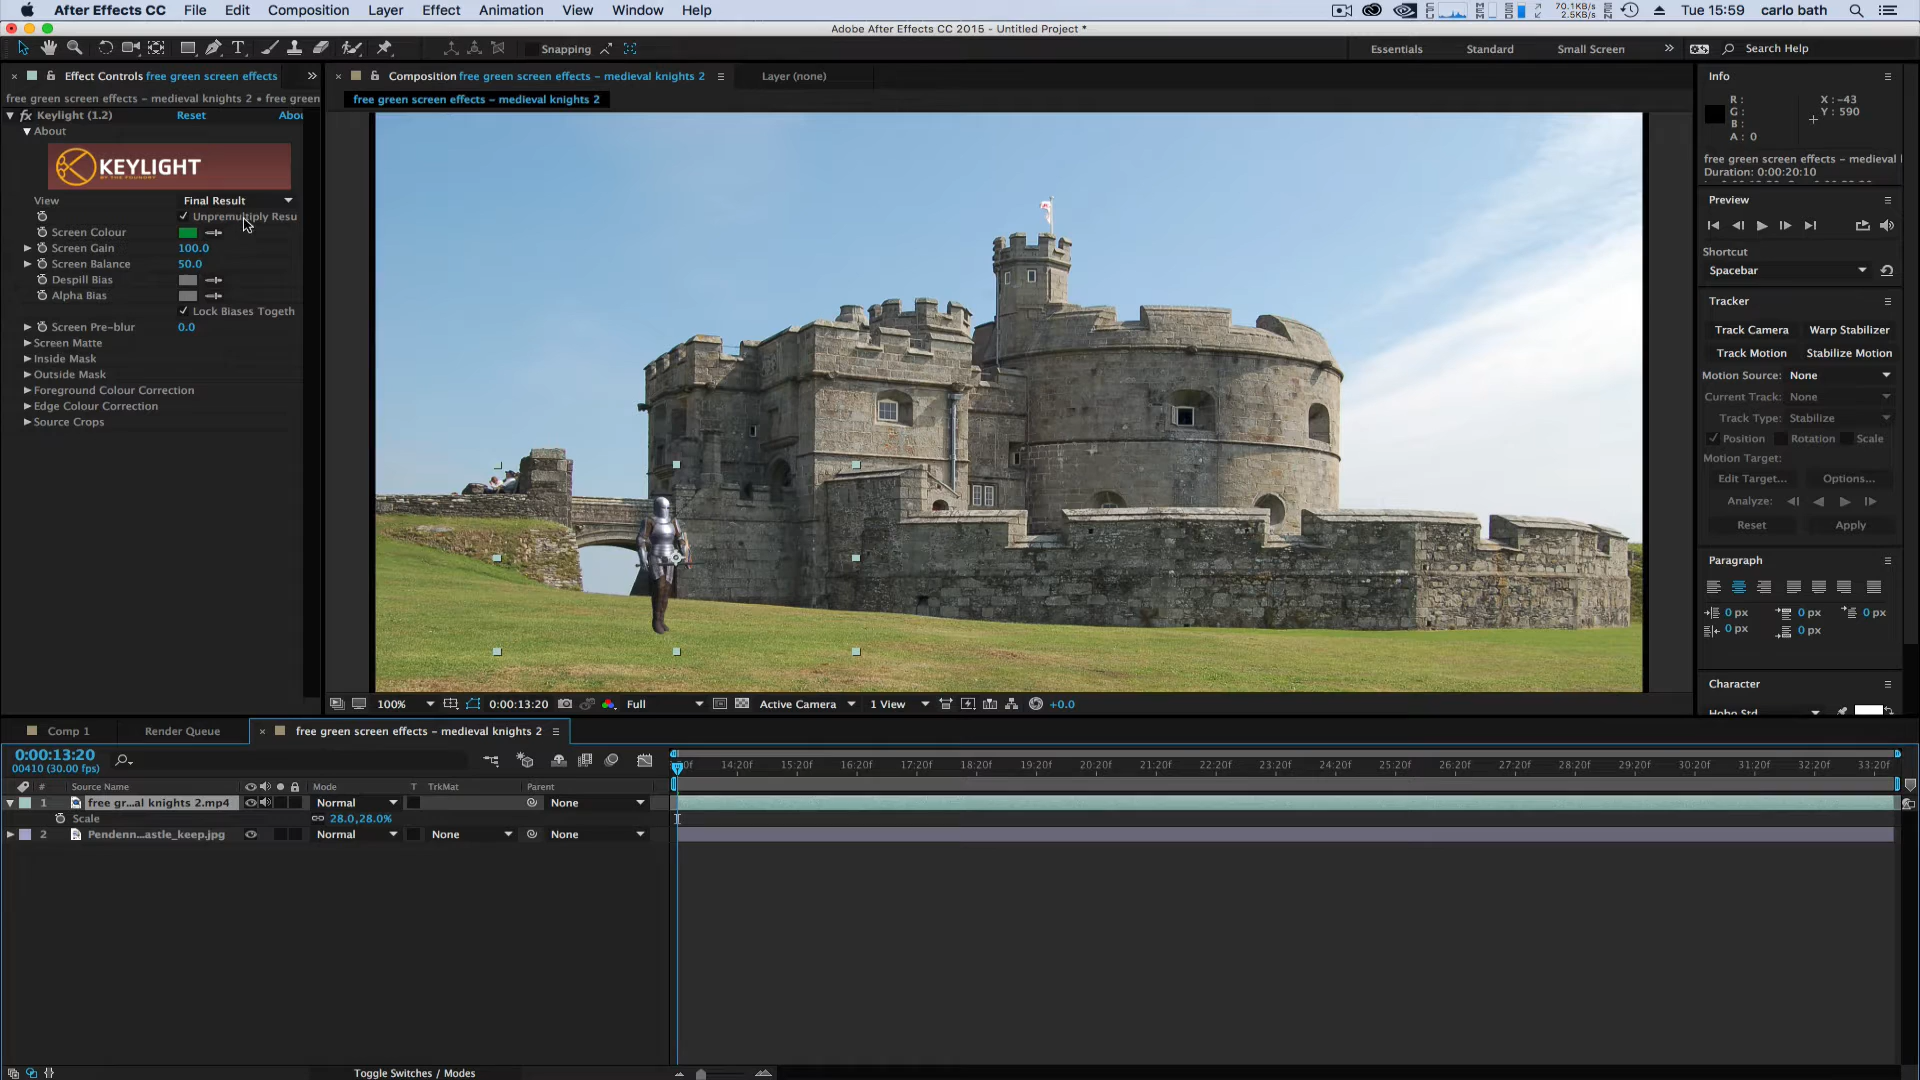 After Effects CC File Edit Composition Layer Effect Animation View Window Help 70.1KB/s 2.5KB/s Tue 15:59 carlo bath
Adobe After Effects CC 2015 - Untitled Project *
Snapping Essentials Standard Small Screen Search Help
Effect Controls free green screen effects
Composition free green screen effects – medieval knights 2
Layer (none)
Info
free green screen effects – medieval knights 2 • free green
free green screen effects – medieval knights 2
R :
G :
B :
A : 0
X : -43
Y : 590
Keylight (1.2) Reset Abou
About
KEYLIGHT
BY THE FOUNDRY
View Final Result
Unpremultiply Resu
Screen Colour
Screen Gain 100.0
Screen Balance 50.0
Despill Bias
Alpha Bias
Lock Biases Togeth
Screen Pre-blur 0.0
Screen Matte
Inside Mask
Outside Mask
Foreground Colour Correction
Edge Colour Correction
Source Crops
free green screen effects – medieval
Duration: 0:00:20:10
Preview
Shortcut
Spacebar
Tracker
Track Camera Warp Stabilizer
Track Motion Stabilize Motion
Motion Source: None
Current Track: None
Track Type: Stabilize
Position Rotation Scale
Motion Target:
Edit Target... Options...
Analyze:
Reset Apply
Paragraph
0 px 0 px 0 px
0 px 0 px
Character
Hobo Std
100% 0:00:13:20 Full Active Camera 1 View +0.0
Comp 1 Render Queue free green screen effects – medieval knights 2
0:00:13:20
00410 (30.00 fps)
14:20f 15:20f 16:20f 17:20f 18:20f 19:20f 20:20f 21:20f 22:20f 23:20f 24:20f 25:20f 26:20f 27:20f 28:20f 29:20f 30:20f 31:20f 32:20f 33:20f
# Source Name Mode T TrkMat Parent
1 free gr...al knights 2.mp4 Normal None
Scale 28.0,28.0%
2 Pendenn...astle_keep.jpg Normal None None
Toggle Switches / Modes